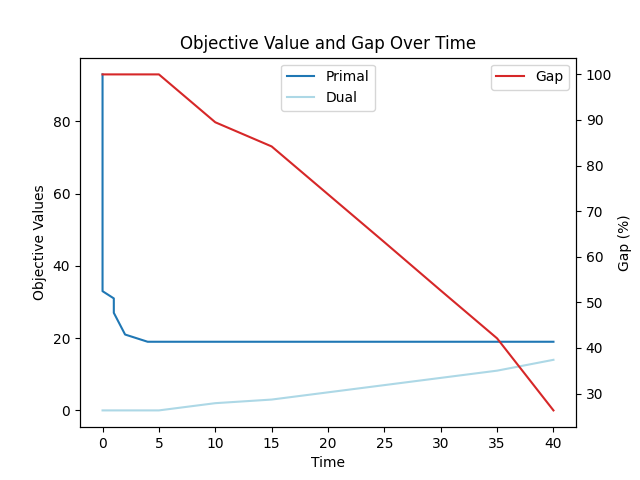 Objective Value and Gap Over Time
Primal
Dual
Gap
Objective Values
80
60
40
20
0
100
90
80
70
60
50
40
30
Gap (%)
0 5 10 15 20 25 30 35 40
Time